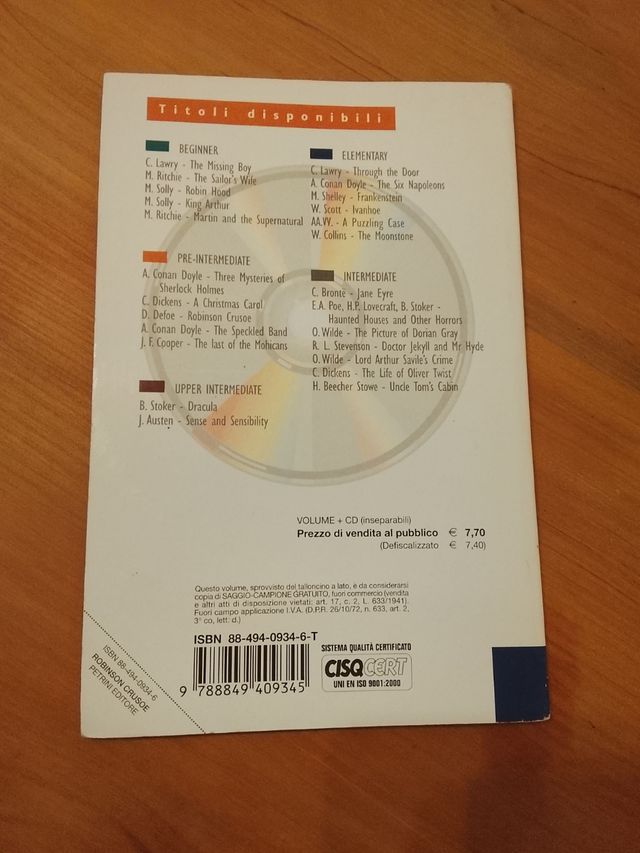 Titoli disponibili
BEGINNER
C. Lawry - The Missing Boy
M. Ritchie - The Sailor's Wife
M. Solly - Robin Hood
M. Solly - King Arthur
M. Ritchie - Martin and the Supernatural
ELEMENTARY
C. Lawry - Through the Door
A. Conan Doyle - The Six Napoleons
M. Shelley - Frankenstein
W. Scott - Ivanhoe
AA.VV. - A Puzzling Case
W. Collins - The Moonstone
PRE-INTERMEDIATE
A. Conan Doyle - Three Mysteries of
Sherlock Holmes
C. Dickens - A Christmas Carol
D. Defoe - Robinson Crusoe
A. Conan Doyle - The Speckled Band
J. F. Cooper - The last of the Mohicans
INTERMEDIATE
C. Brontë - Jane Eyre
E.A. Poe, H.P. Lovecraft, B. Stoker -
Haunted Houses and Other Horrors
O. Wilde - The Picture of Dorian Gray
R. L. Stevenson - Doctor Jekyll and Mr Hyde
O. Wilde - Lord Arthur Savile's Crime
C. Dickens - The Life of Oliver Twist
H. Beecher Stowe - Uncle Tom's Cabin
UPPER INTERMEDIATE
B. Stoker - Dracula
J. Austen - Sense and Sensibility
VOLUME + CD (inseparabili)
Prezzo di vendita al pubblico € 7,70
(Defiscalizzato € 7,40)
Questo volume, sprovvisto del talloncino a lato, è da considerarsi
copia di SAGGIO-CAMPIONE GRATUITO, fuori commercio (vendita
e altri atti di disposizione vietati: art. 17, c. 2, L. 633/1941).
Fuori campo applicazione I.V.A. (D.P.R. 26/10/72, n. 633, art. 2,
3° co, lett. d.)
ISBN 88-494-0934-6-T
9 788849 409345
SISTEMA QUALITÀ CERTIFICATO
CISQCERT
UNI EN ISO 9001:2000
ISBN 88-494-0934-6
ROBINSON CRUSOE
PETRINI EDITORE